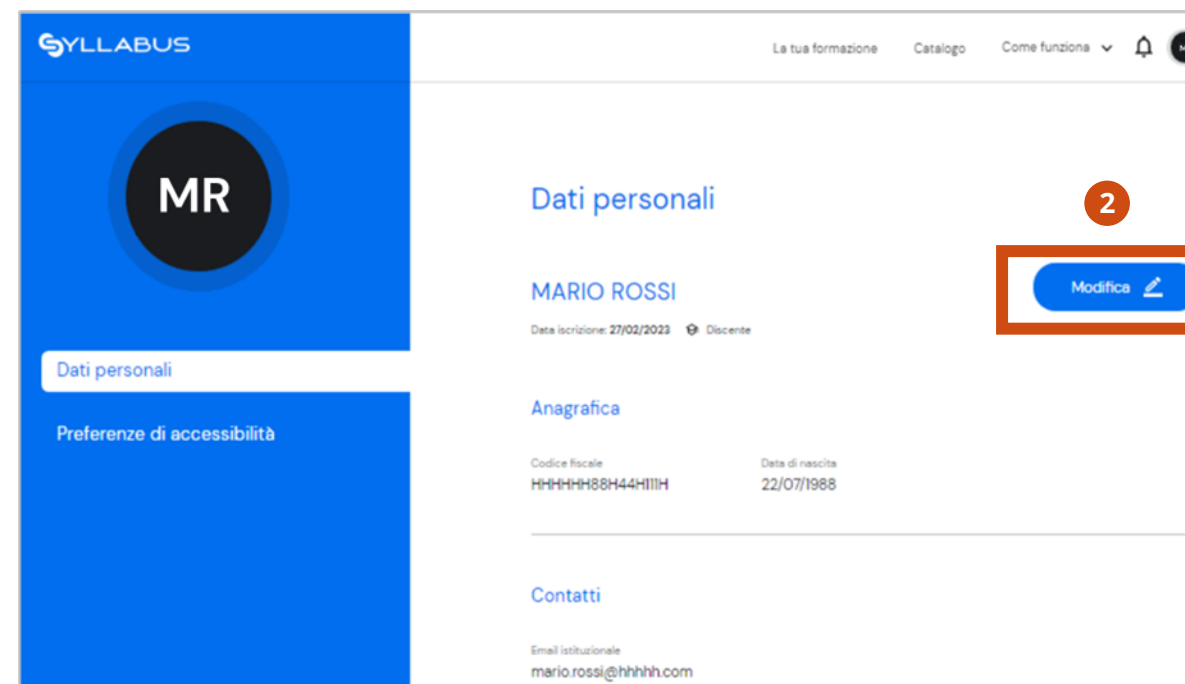 SYLLABUS
La tua formazione Catalogo Come funziona
MR
Dati personali
Preferenze di accessibilità
Dati personali
2
MARIO ROSSI
Modifica
Data iscrizione: 27/02/2023 Discente
Anagrafica
Codice fiscale Data di nascita
HHHHHH88H44H111H 22/07/1988
Contatti
Email istituzionale
mario.rossi@hhhhh.com